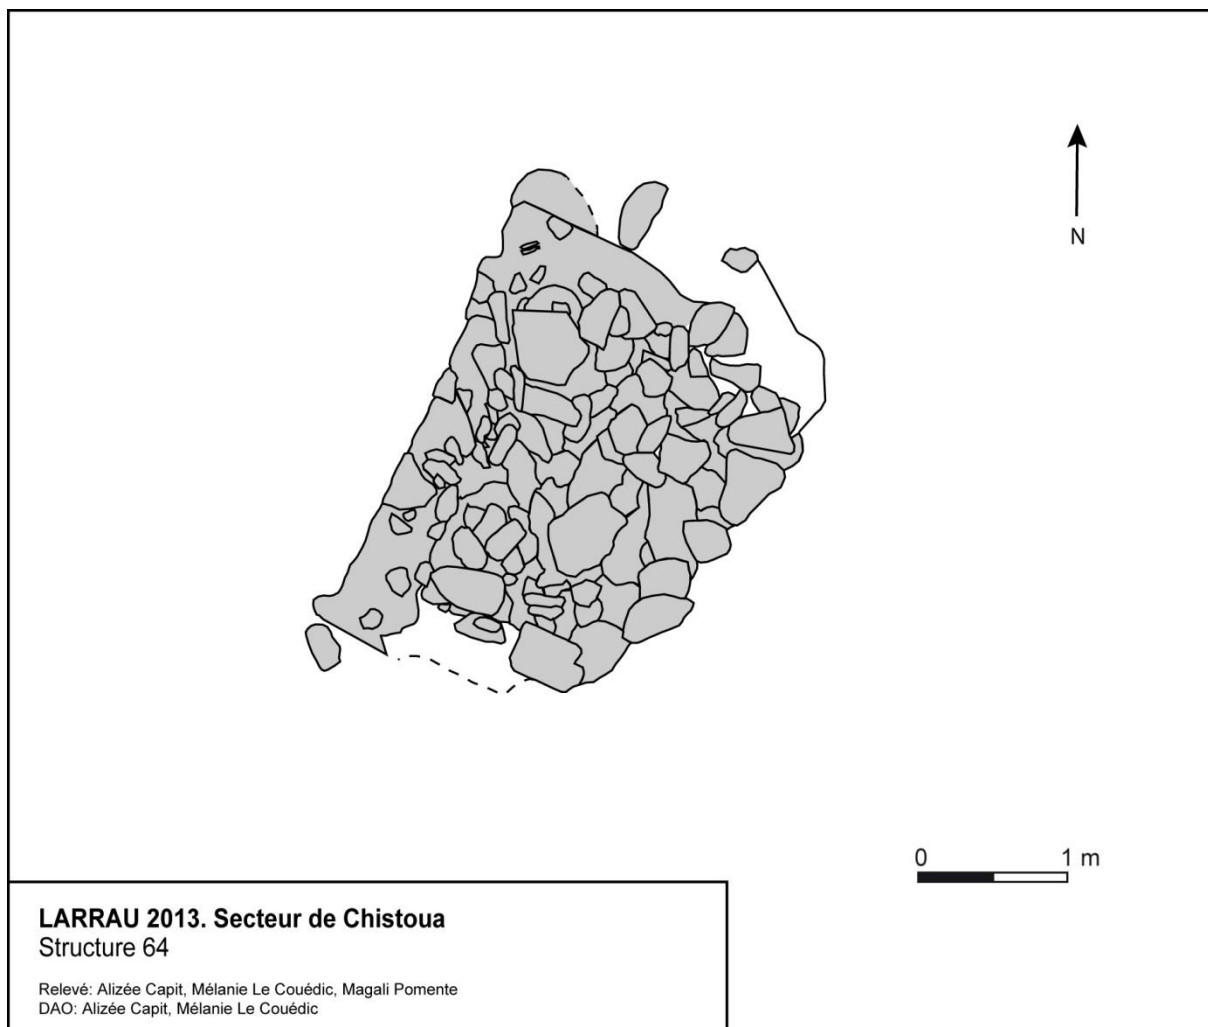 N
0 1 m
LARRAU 2013. Secteur de Chistoua
Structure 64
Relevé: Alizée Capit, Mélanie Le Couédic, Magali Pomente
DAO: Alizée Capit, Mélanie Le Couédic